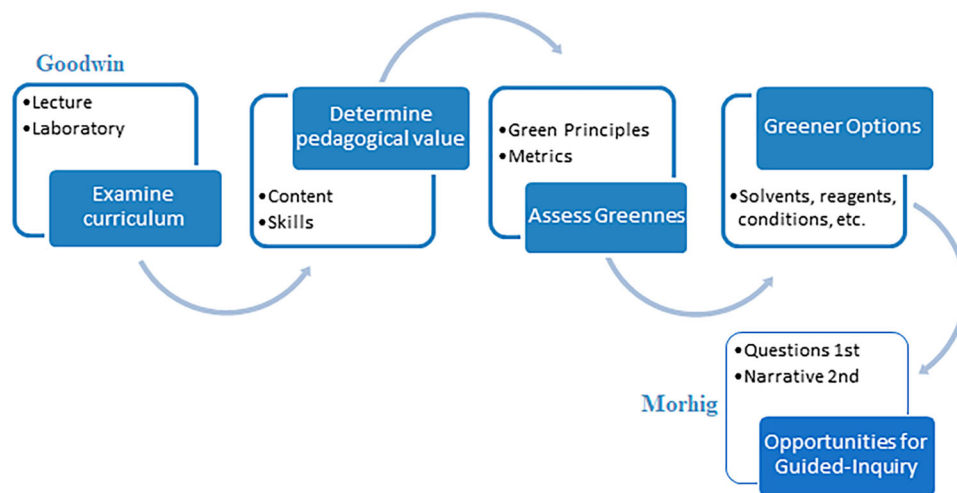 Goodwin
•Lecture
•Laboratory
Examine
curriculum
Determine
pedagogical value
•Content
•Skills
•Green Principles
•Metrics
Assess Greennes
Greener Options
•Solvents, reagents,
conditions, etc.
Morhig
•Questions 1st
•Narrative 2nd
Opportunities for
Guided-Inquiry